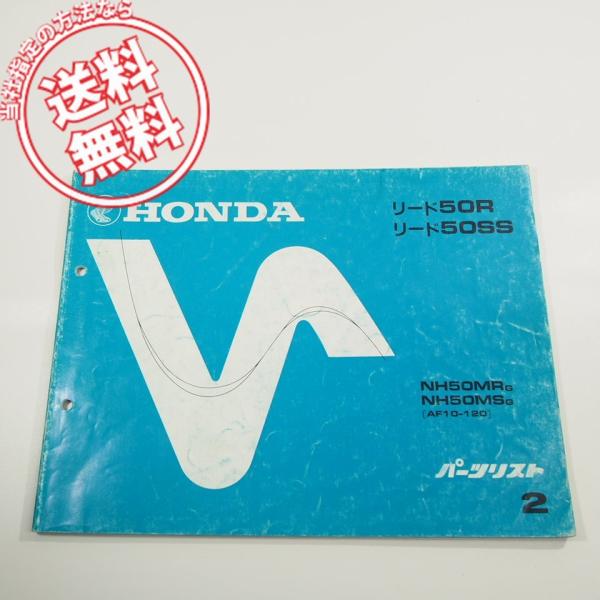 当社指定の方法なら
送料
無料
HONDA
リード50R
リード50SS
NH50MRG
NH50MSG
[AF10-120]
パーツリスト
2